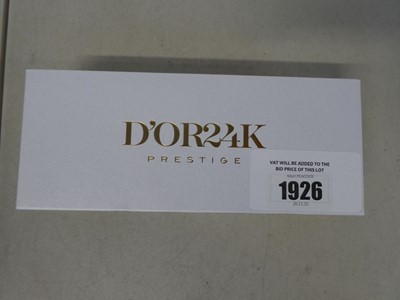 D'OR24K
PRESTIGE
VAT WILL BE ADDED TO THE
BID PRICE OF THIS LOT
1926